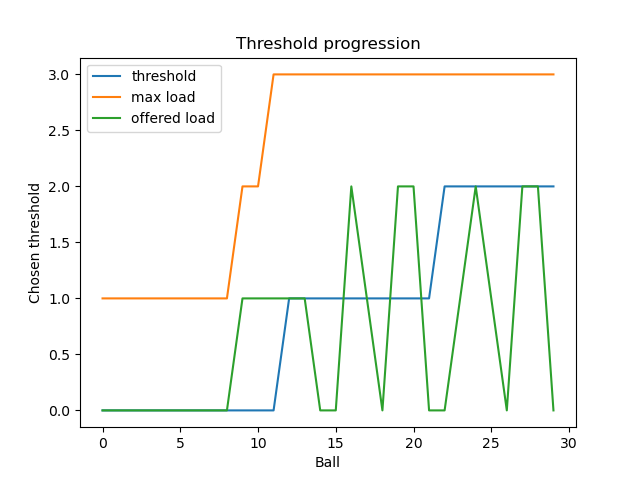 Threshold progression
threshold
max load
offered load
Chosen threshold
3.0
2.5
2.0
1.5
1.0
0.5
0.0
0 5 10 15 20 25 30
Ball